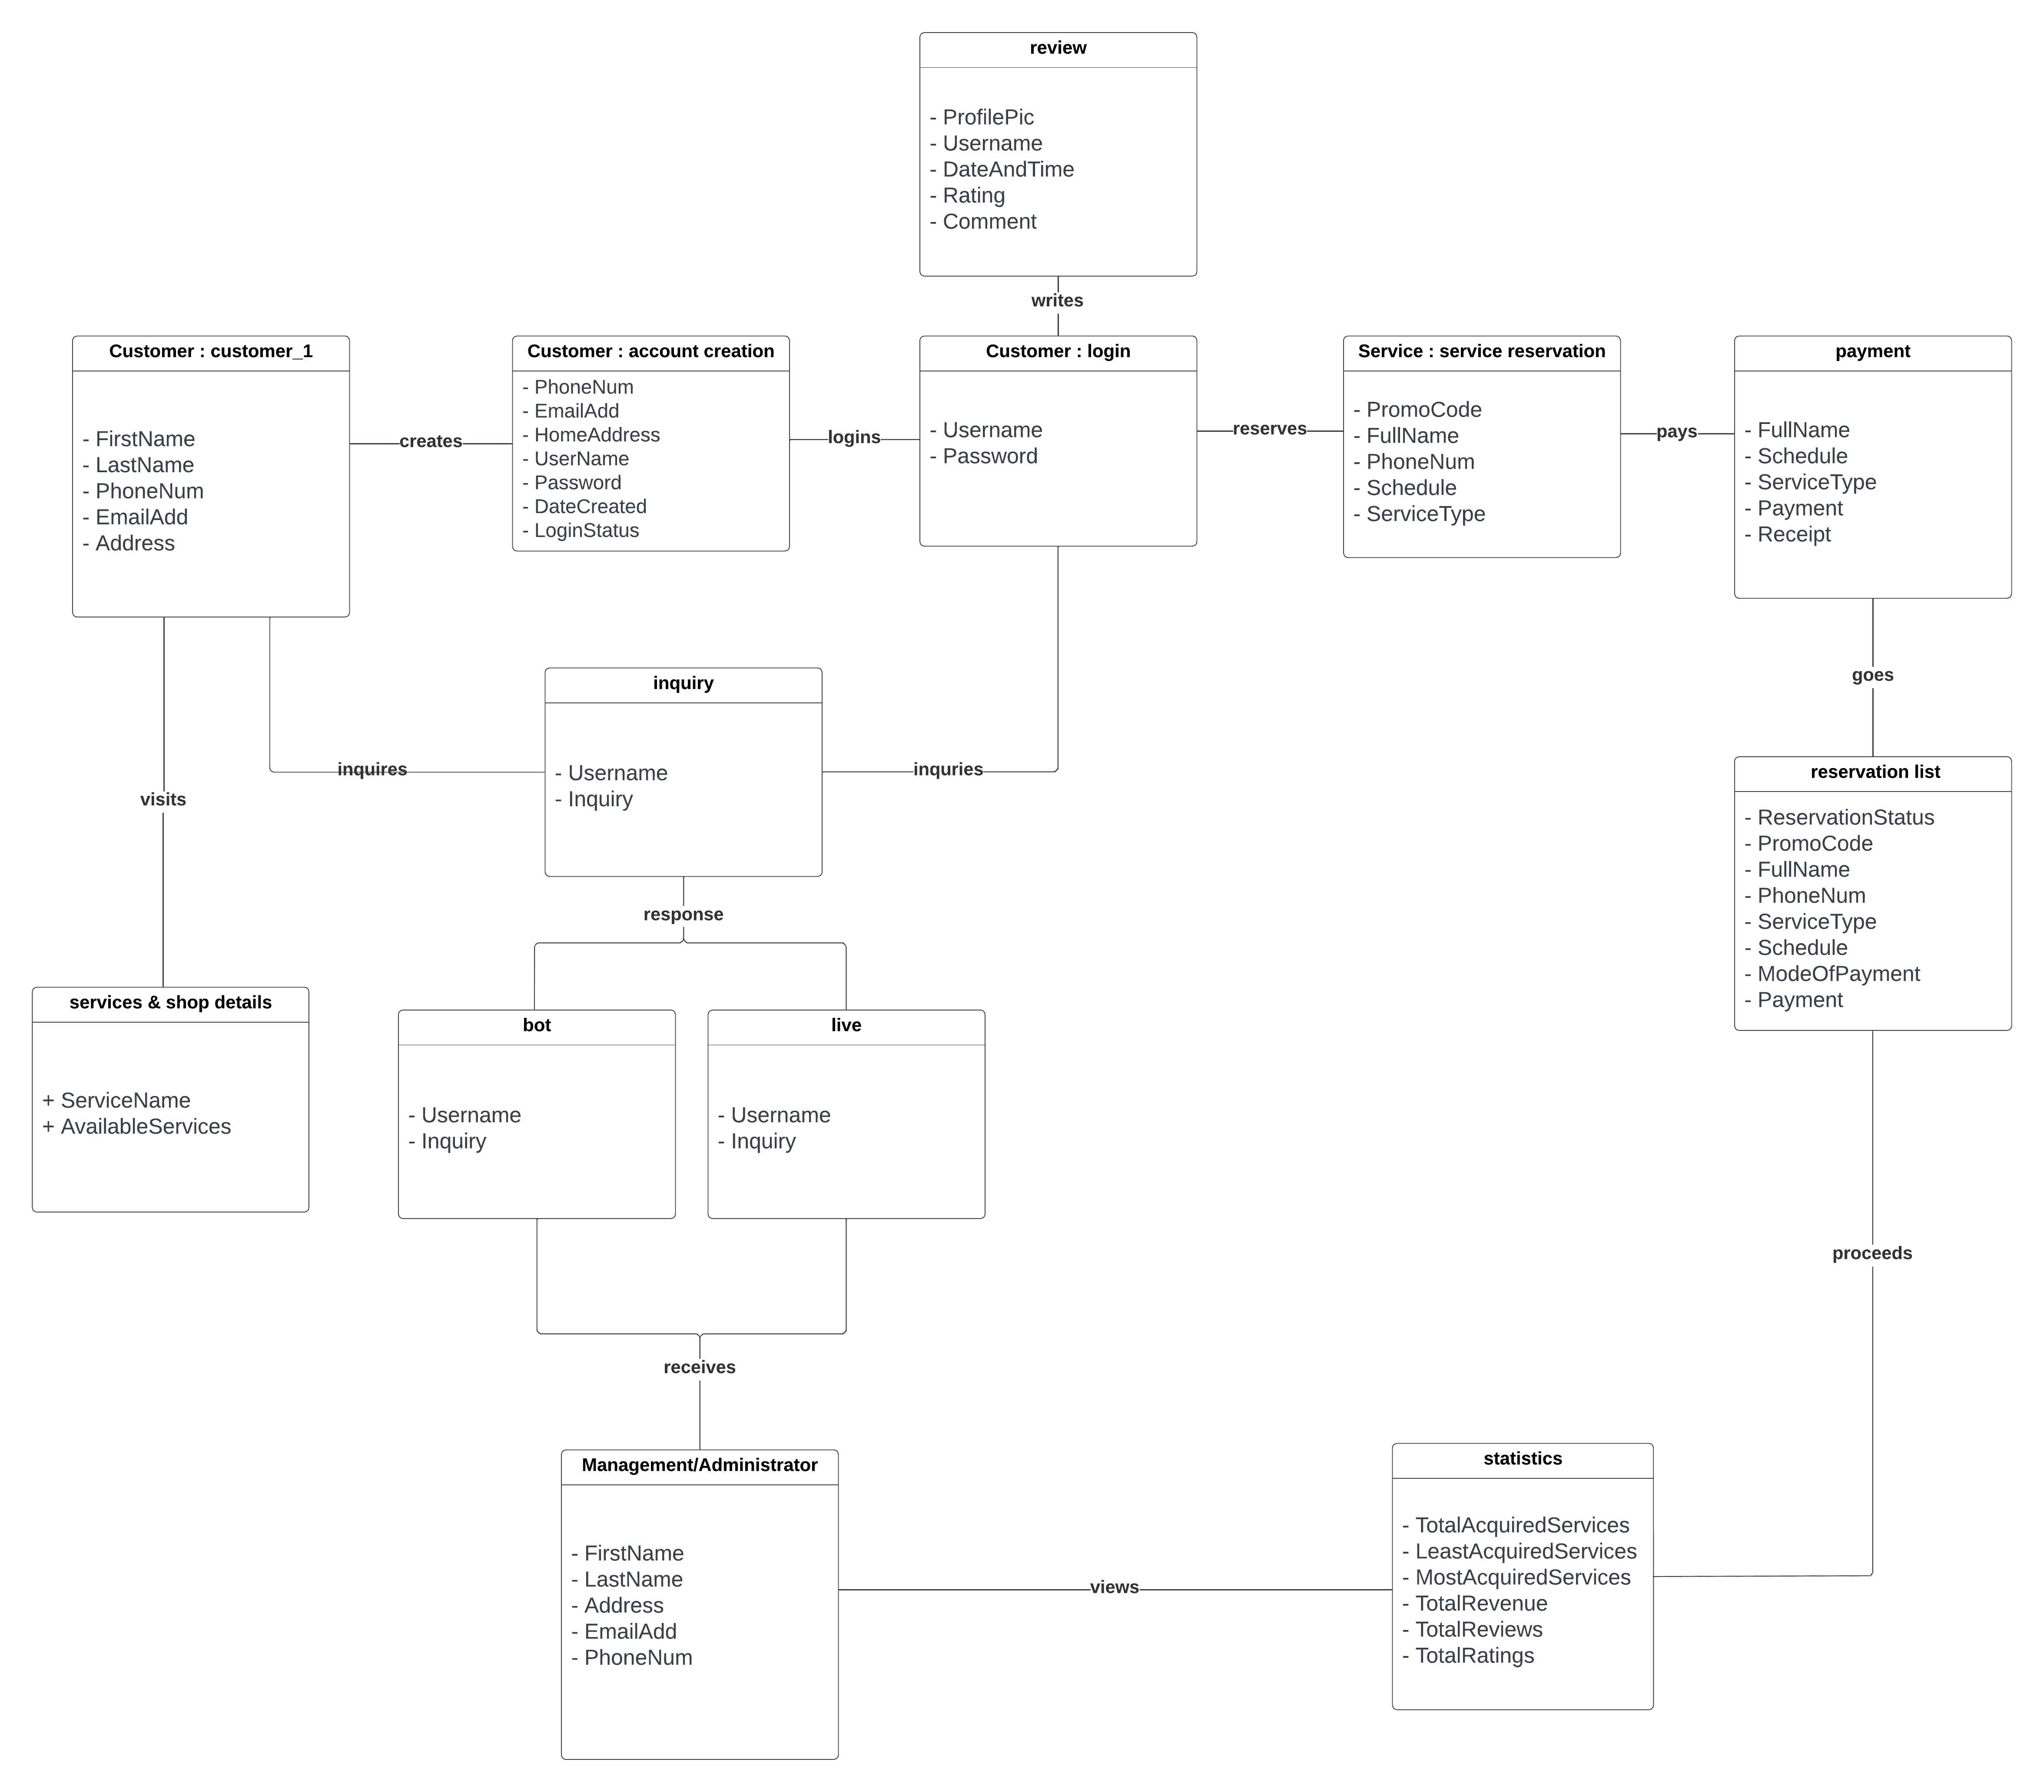 review
- ProfilePic
- Username
- DateAndTime
- Rating
- Comment
writes
Customer : customer_1
- FirstName
- LastName
- PhoneNum
- EmailAdd
- Address
creates
Customer : account creation
- PhoneNum
- EmailAdd
- HomeAddress
- UserName
- Password
- DateCreated
- LoginStatus
logins
Customer : login
- Username
- Password
reserves
Service : service reservation
- PromoCode
- FullName
- PhoneNum
- Schedule
- ServiceType
pays
payment
- FullName
- Schedule
- ServiceType
- Payment
- Receipt
goes
inquiry
- Username
- Inquiry
inquires
inquries
visits
response
reservation list
- ReservationStatus
- PromoCode
- FullName
- PhoneNum
- ServiceType
- Schedule
- ModeOfPayment
- Payment
services & shop details
+ ServiceName
+ AvailableServices
bot
- Username
- Inquiry
live
- Username
- Inquiry
proceeds
receives
Management/Administrator
- FirstName
- LastName
- Address
- EmailAdd
- PhoneNum
views
statistics
- TotalAcquiredServices
- LeastAcquiredServices
- MostAcquiredServices
- TotalRevenue
- TotalReviews
- TotalRatings